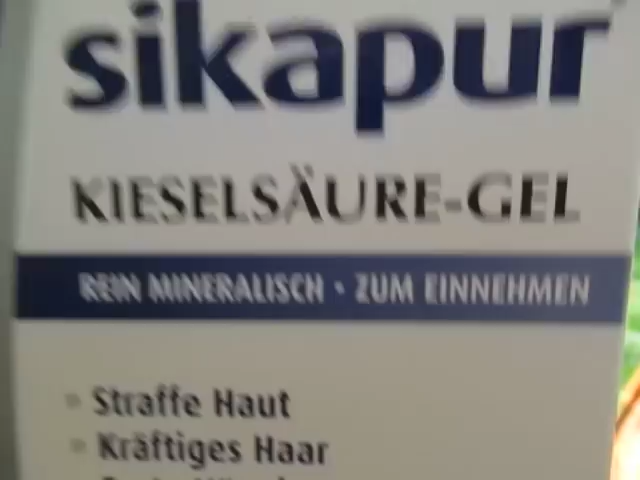 sikapur
KIESELSÄURE-GEL
REIN MINERALISCH • ZUM EINNEHMEN
• Straffe Haut
• Kräftiges Haar